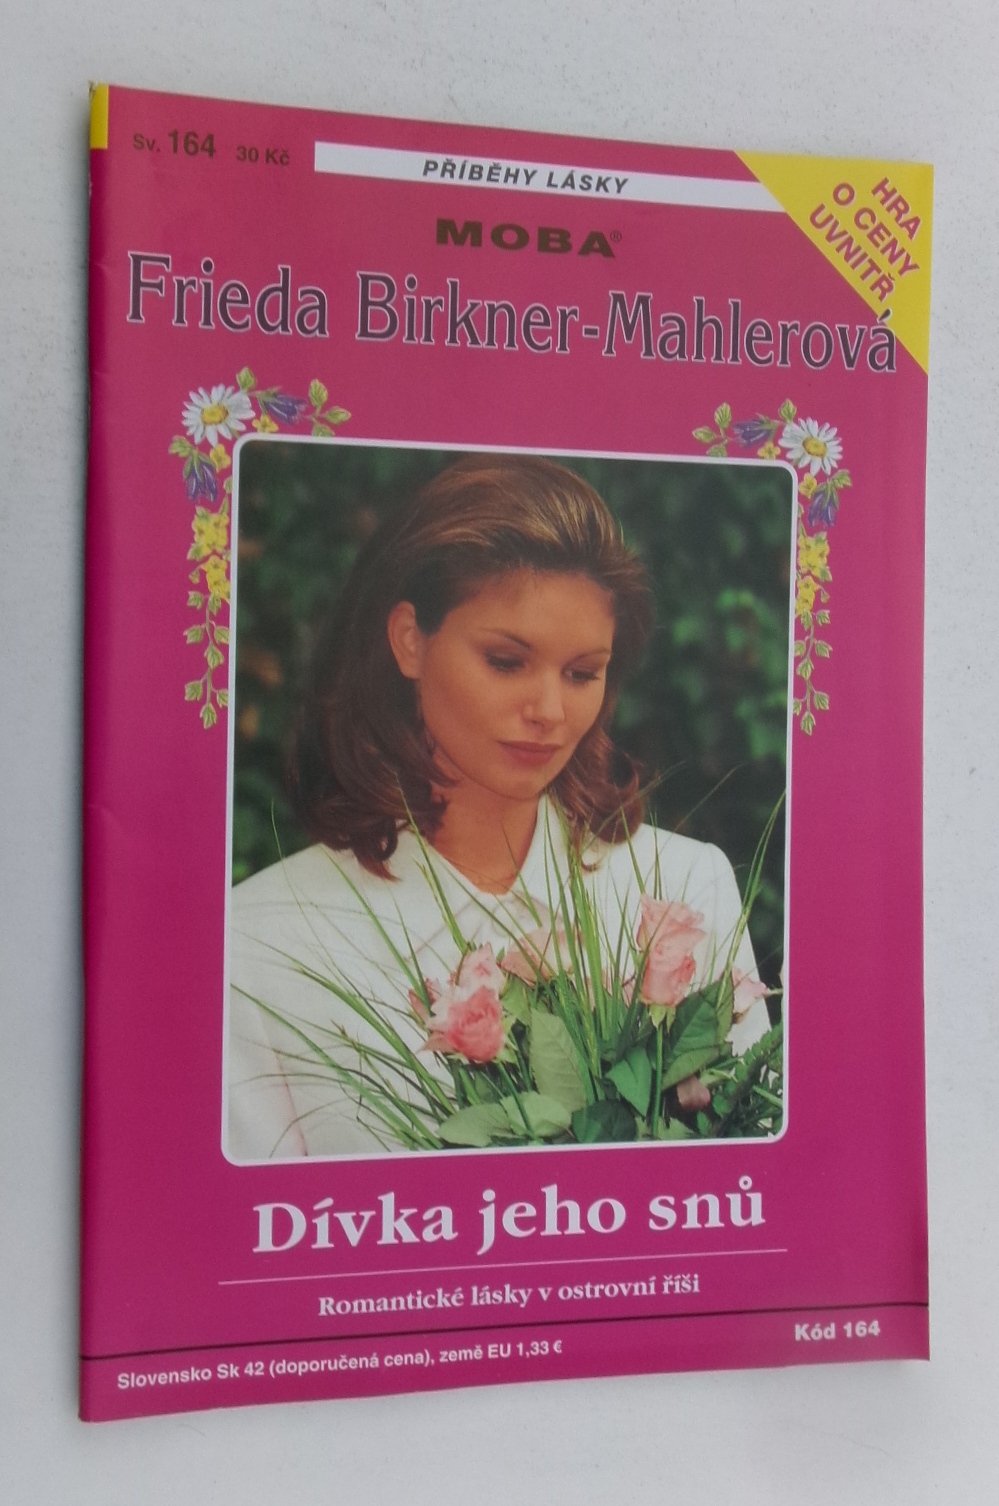 Sv. 164 30 Kč
PŘÍBĚHY LÁSKY
HRA
O CENY
UVNITŘ
MOBA®
Frieda Birkner-Mahlerová
Dívka jeho snů
Romantické lásky v ostrovní říši
Kód 164
Slovensko Sk 42 (doporučená cena), země EU 1,33 €